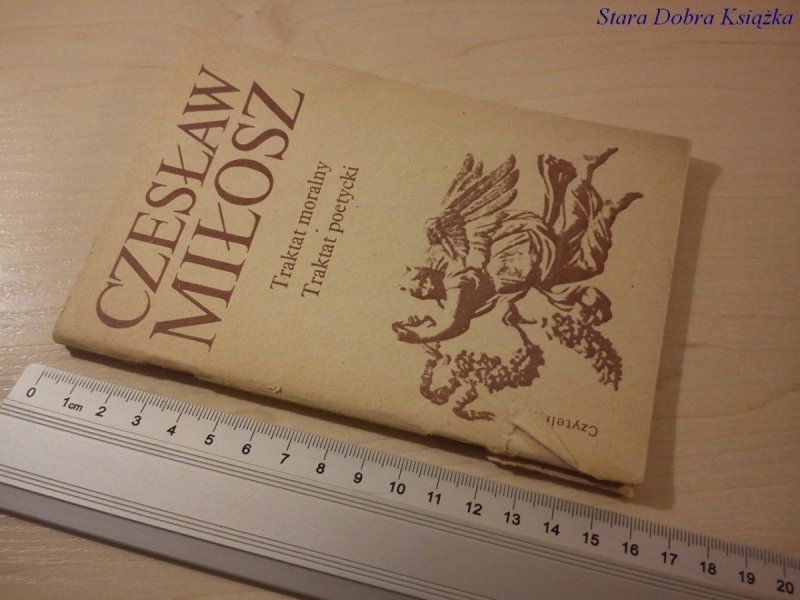 Stara Dobra Książka
CZESŁAW
MIŁOSZ
Traktat moralny
Traktat poetycki
Czyteln
0 1cm 2 3 4 5 6 7 8 9 10 11 12 13 14 15 16 17 18 19 20